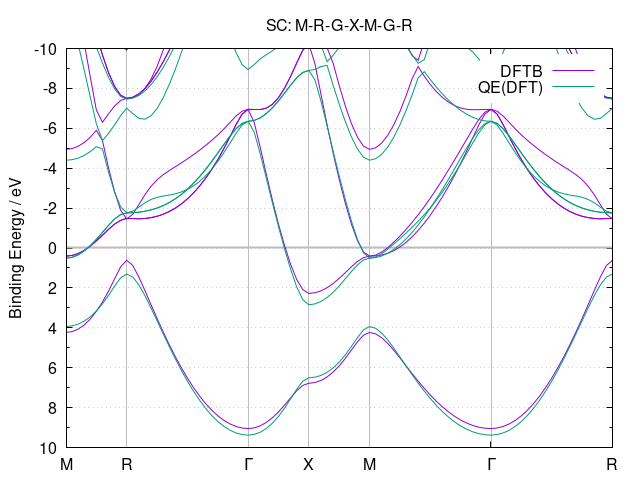 SC: M-R-G-X-M-G-R
-10
DFTB
-8
QE(DFT)
-6
-4
-2
0
2
4
6
8
10
Binding Energy / eV
M R Γ X M Γ R